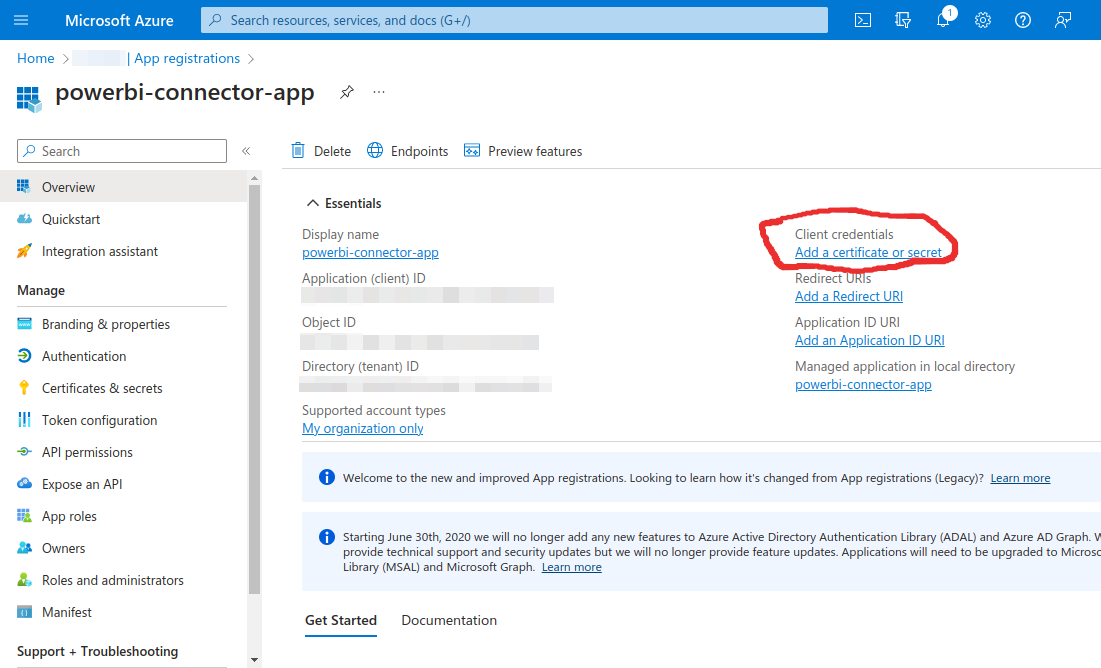 Microsoft Azure
Search resources, services, and docs (G+/)
1
Home
| App registrations
powerbi-connector-app
...
Search
«
Delete
Endpoints
Preview features
Overview
Quickstart
Integration assistant
Manage
Branding & properties
Authentication
Certificates & secrets
Token configuration
API permissions
Expose an API
App roles
Owners
Roles and administrators
Manifest
Support + Troubleshooting
Essentials
Display name
powerbi-connector-app
Application (client) ID
Object ID
Directory (tenant) ID
Supported account types
My organization only
Client credentials
Add a certificate or secret
Redirect URIs
Add a Redirect URI
Application ID URI
Add an Application ID URI
Managed application in local directory
powerbi-connector-app
Welcome to the new and improved App registrations. Looking to learn how it's changed from App registrations (Legacy)? Learn more
Starting June 30th, 2020 we will no longer add any new features to Azure Active Directory Authentication Library (ADAL) and Azure AD Graph. W
provide technical support and security updates but we will no longer provide feature updates. Applications will need to be upgraded to Microso
Library (MSAL) and Microsoft Graph. Learn more
Get Started
Documentation